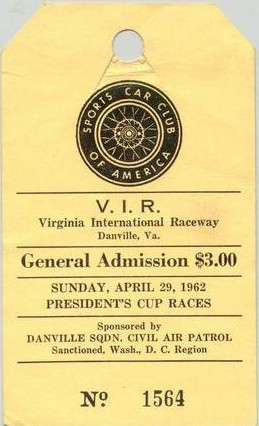 SPORTS CAR CLUB
OF AMERICA
V. I. R.
Virginia International Raceway
Danville, Va.
General Admission $3.00
SUNDAY, APRIL 29, 1962
PRESIDENT'S CUP RACES
Sponsored by
DANVILLE SQDN. CIVIL AIR PATROL
Sanctioned, Wash., D. C. Region
Nº 1564